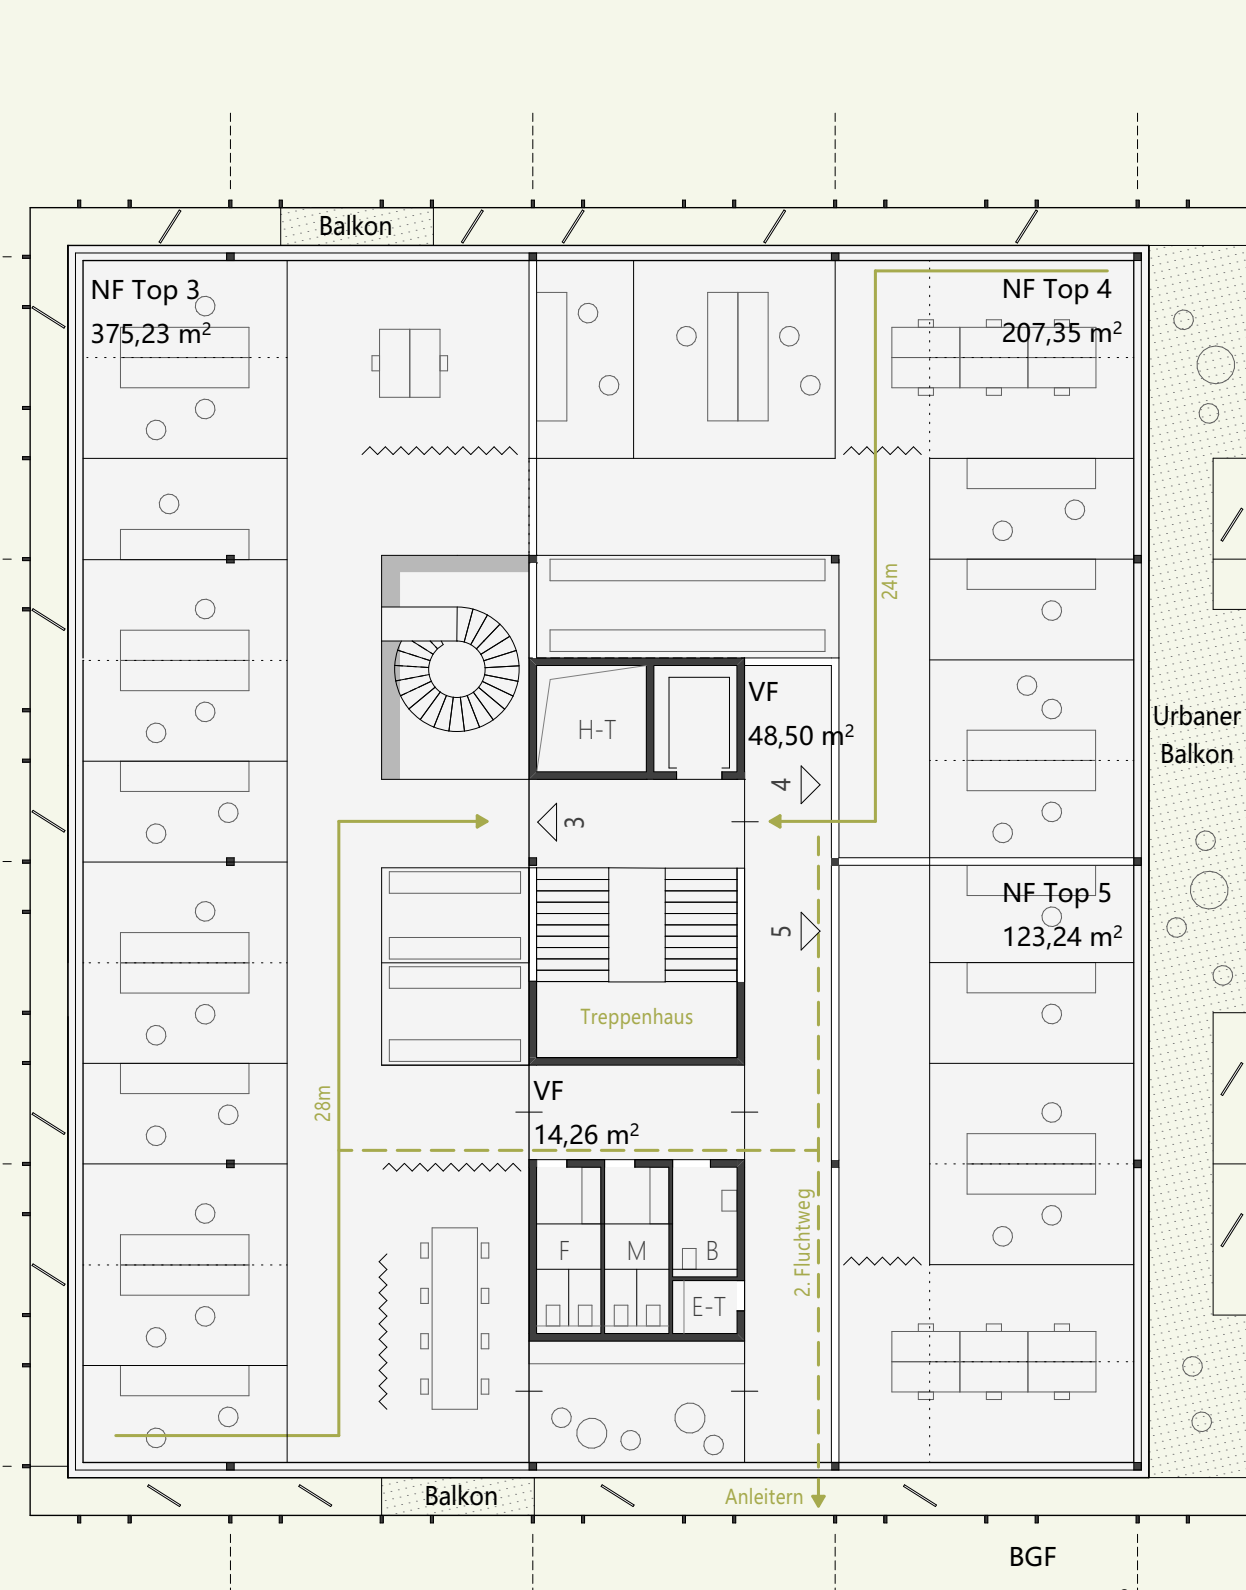 Balkon
NF Top 3
375,23 m²
NF Top 4
207,35 m²
24m
VF
48,50 m²
H-T
Urbaner
Balkon
4
3
NF Top 5
123,24 m²
5
Treppenhaus
VF
14,26 m²
28m
2. Fluchtweg
F
M
B
E-T
Balkon
Anleitern
BGF